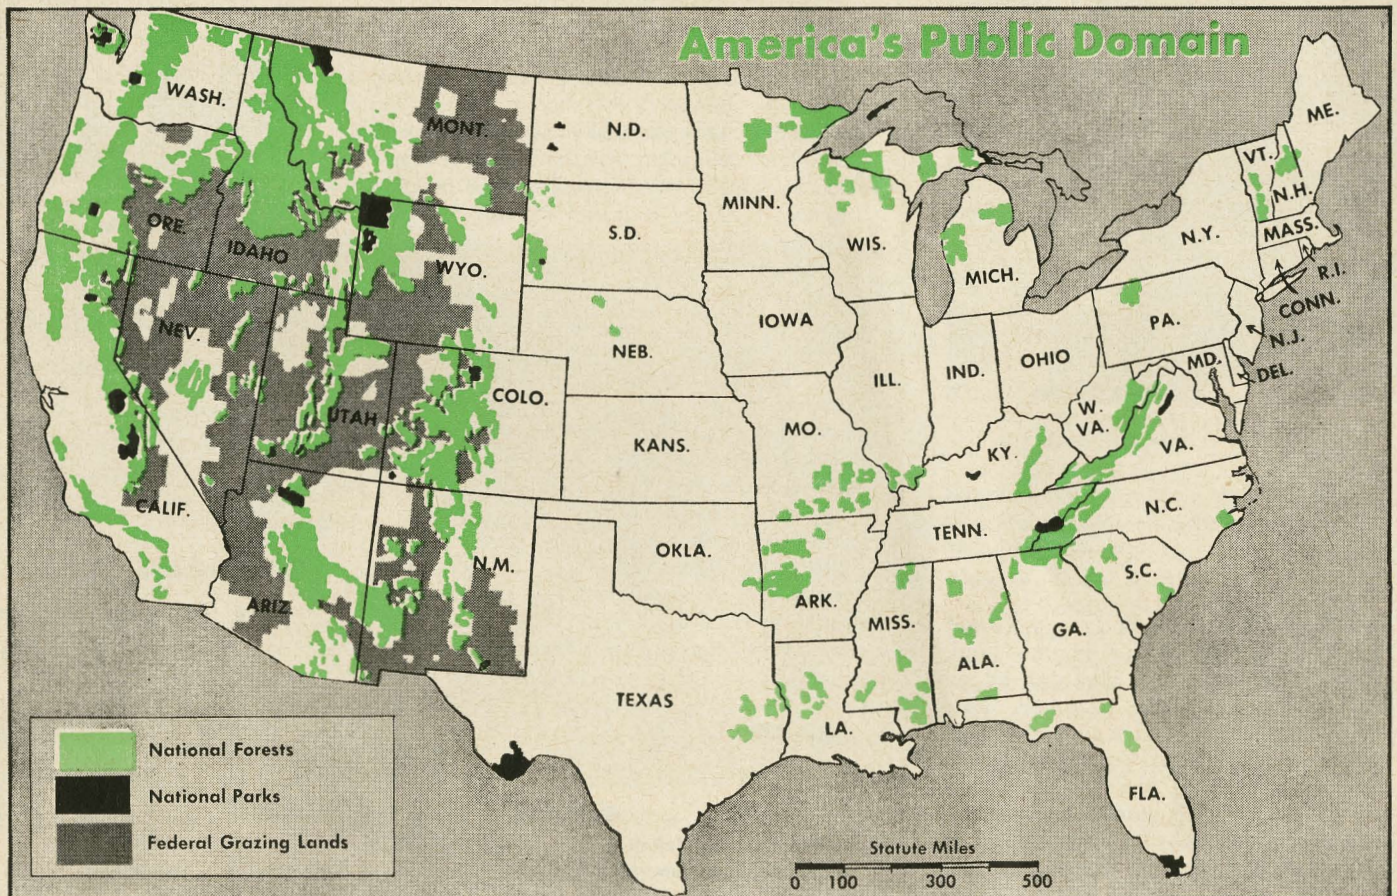 America's Public Domain
WASH.
MONT.
N.D.
MINN.
ME.
VT.
N.H.
ORE.
IDAHO
WYO.
S.D.
WIS.
MICH.
N.Y.
MASS.
R.I.
CONN.
NEV.
UTAH
COLO.
NEB.
IOWA
ILL.
IND.
OHIO
PA.
N.J.
MD.
DEL.
W.
VA.
VA.
CALIF.
KANS.
MO.
KY.
ARIZ.
N.M.
OKLA.
ARK.
TENN.
N.C.
S.C.
MISS.
ALA.
GA.
TEXAS
LA.
FLA.
National Forests
National Parks
Federal Grazing Lands
Statute Miles
0 100 300 500